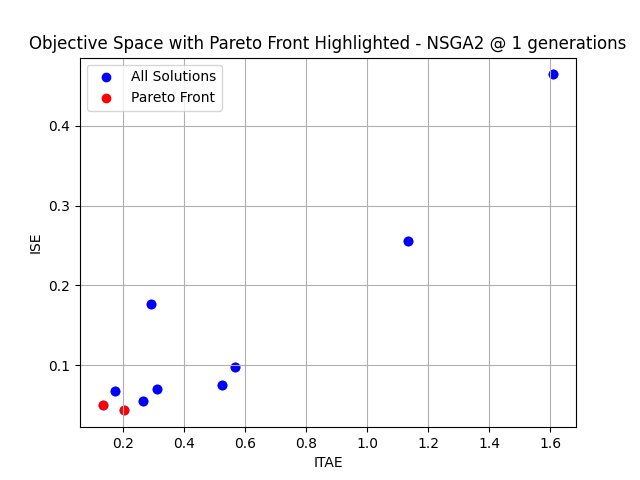 Objective Space with Pareto Front Highlighted - NSGA2 @ 1 generations
All Solutions
Pareto Front
ISE
0.4
0.3
0.2
0.1
0.2 0.4 0.6 0.8 1.0 1.2 1.4 1.6
ITAE